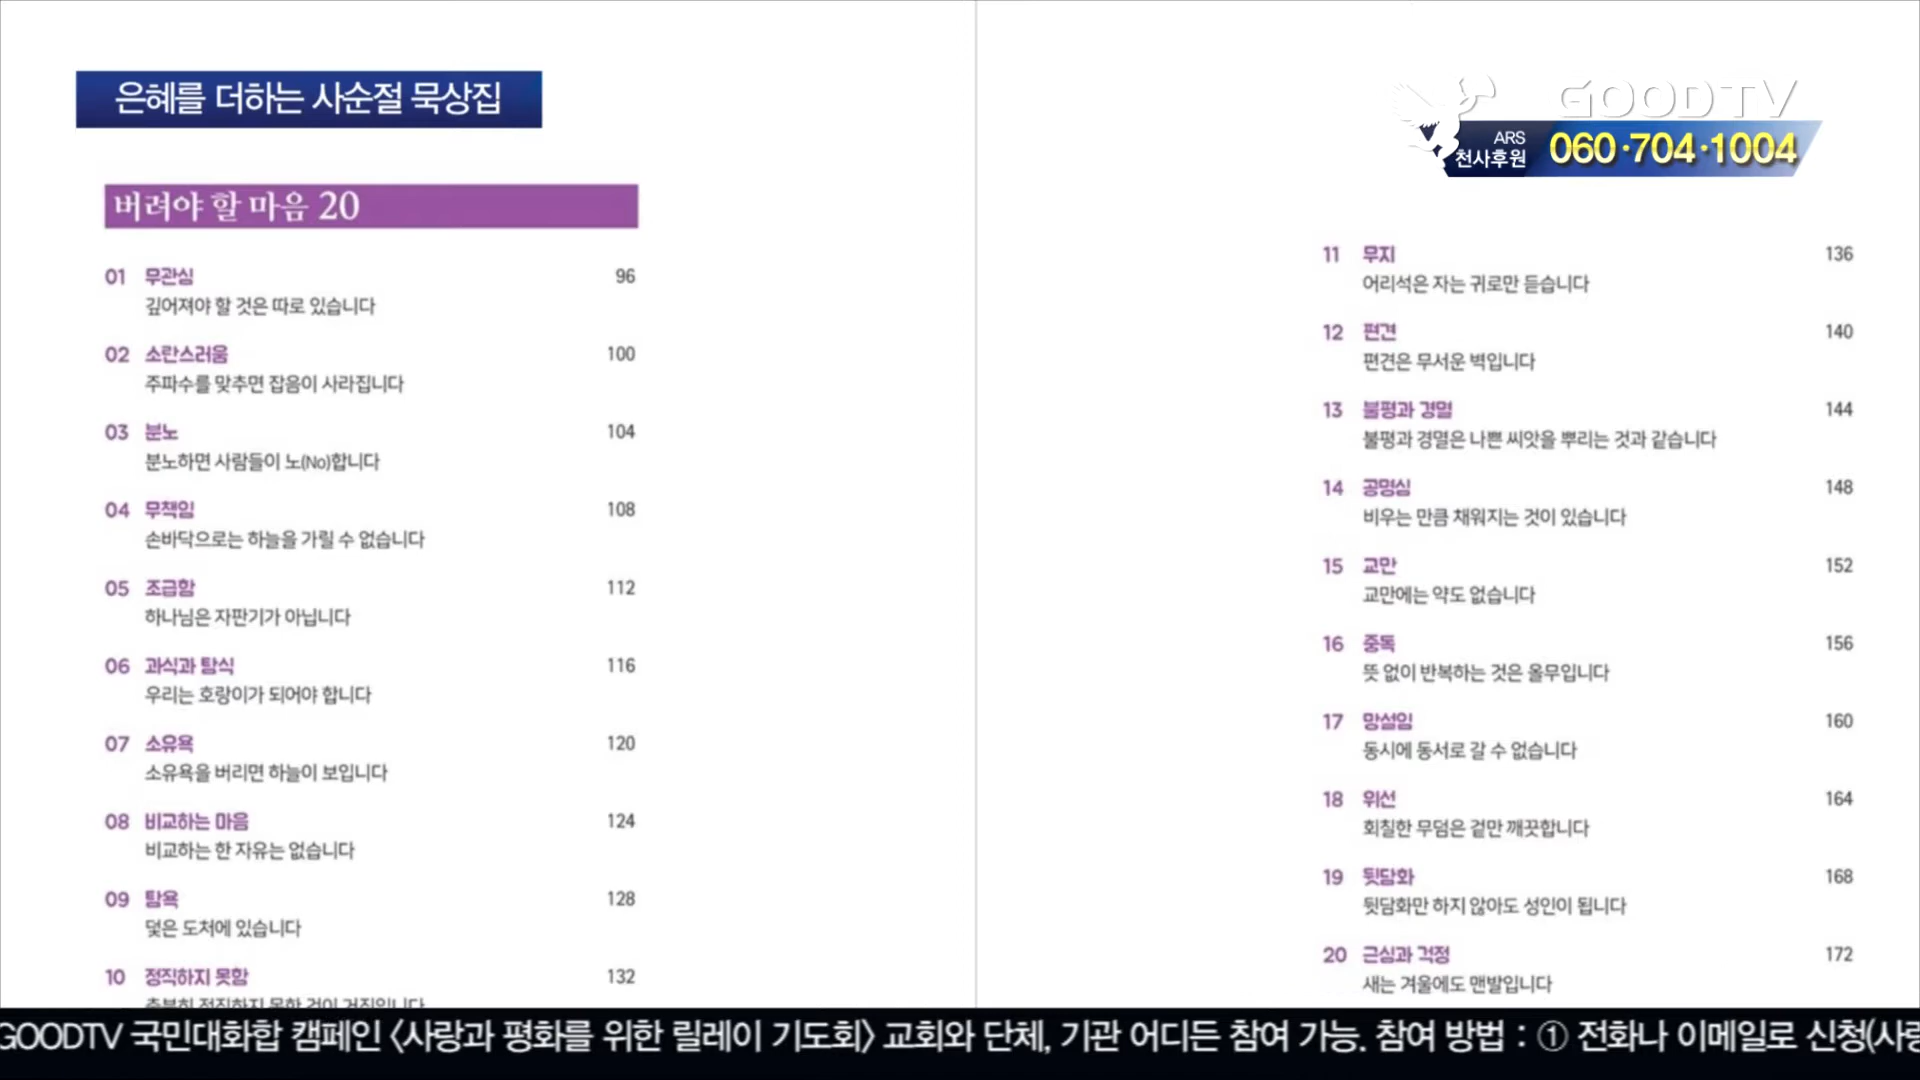 은혜를 더하는 사순절 묵상집
GOODTV
ARS
천사후원 060·704·1004
버려야 할 마음 20
01 무관심 96
깊어져야 할 것은 따로 있습니다
02 소란스러움 100
주파수를 맞추면 잡음이 사라집니다
03 분노 104
분노하면 사람들이 노(No)합니다
04 무책임 108
손바닥으로는 하늘을 가릴 수 없습니다
05 조급함 112
하나님은 자판기가 아닙니다
06 과식과 탐식 116
우리는 호랑이가 되어야 합니다
07 소유욕 120
소유욕을 버리면 하늘이 보입니다
08 비교하는 마음 124
비교하는 한 자유는 없습니다
09 탐욕 128
덫은 도처에 있습니다
10 정직하지 못함 132
충분히 정직하지 못한 것이 거짓입니다
11 무지 136
어리석은 자는 귀로만 듣습니다
12 편견 140
편견은 무서운 벽입니다
13 불평과 경멸 144
불평과 경멸은 나쁜 씨앗을 뿌리는 것과 같습니다
14 공명심 148
비우는 만큼 채워지는 것이 있습니다
15 교만 152
교만에는 약도 없습니다
16 중독 156
뜻 없이 반복하는 것은 올무입니다
17 망설임 160
동시에 동서로 갈 수 없습니다
18 위선 164
회칠한 무덤은 겉만 깨끗합니다
19 뒷담화 168
뒷담화만 하지 않아도 성인이 됩니다
20 근심과 걱정 172
새는 겨울에도 맨발입니다
GOODTV 국민대화합 캠페인 〈사랑과 평화를 위한 릴레이 기도회〉 교회와 단체, 기관 어디든 참여 가능. 참여 방법 : ① 전화나 이메일로 신청(사랑